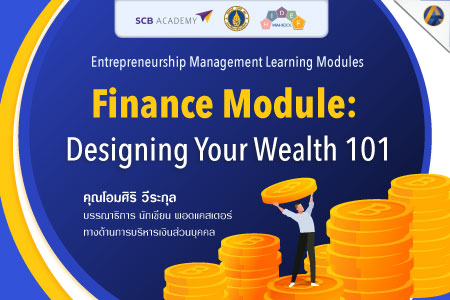 SCB ACADEMY
Entrepreneurship Management Learning Modules
Finance Module:
Designing Your Wealth 101
คุณโอมศิริ วีระกุล
บรรณาธิการ นักเขียน พอดแคสเตอร์
ทางด้านการบริหารเงินส่วนบุคคล